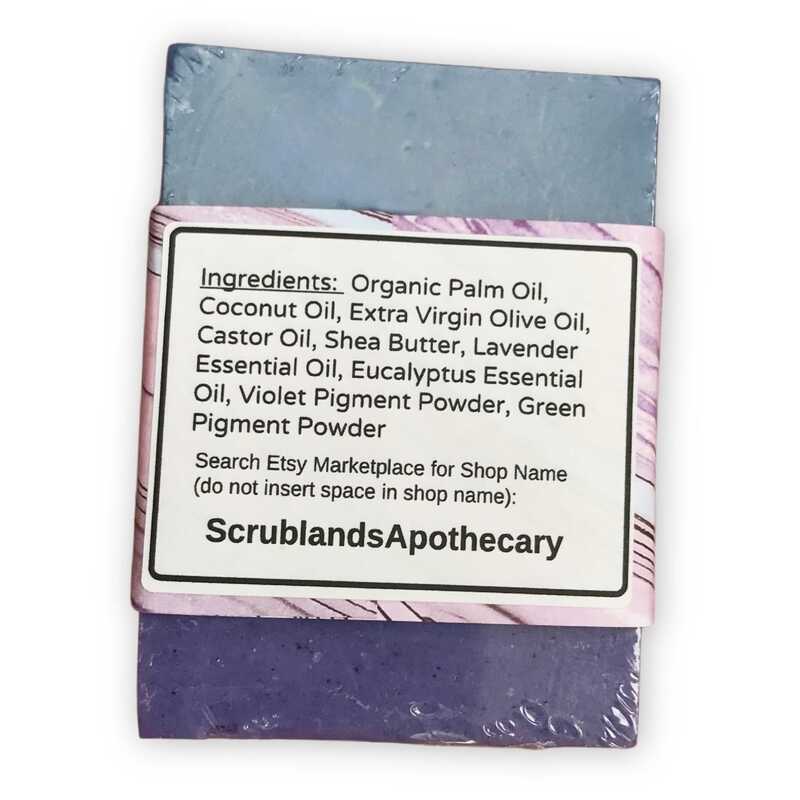 Ingredients: Organic Palm Oil,
Coconut Oil, Extra Virgin Olive Oil,
Castor Oil, Shea Butter, Lavender
Essential Oil, Eucalyptus Essential
Oil, Violet Pigment Powder, Green
Pigment Powder
Search Etsy Marketplace for Shop Name
(do not insert space in shop name):
ScrublandsApothecary